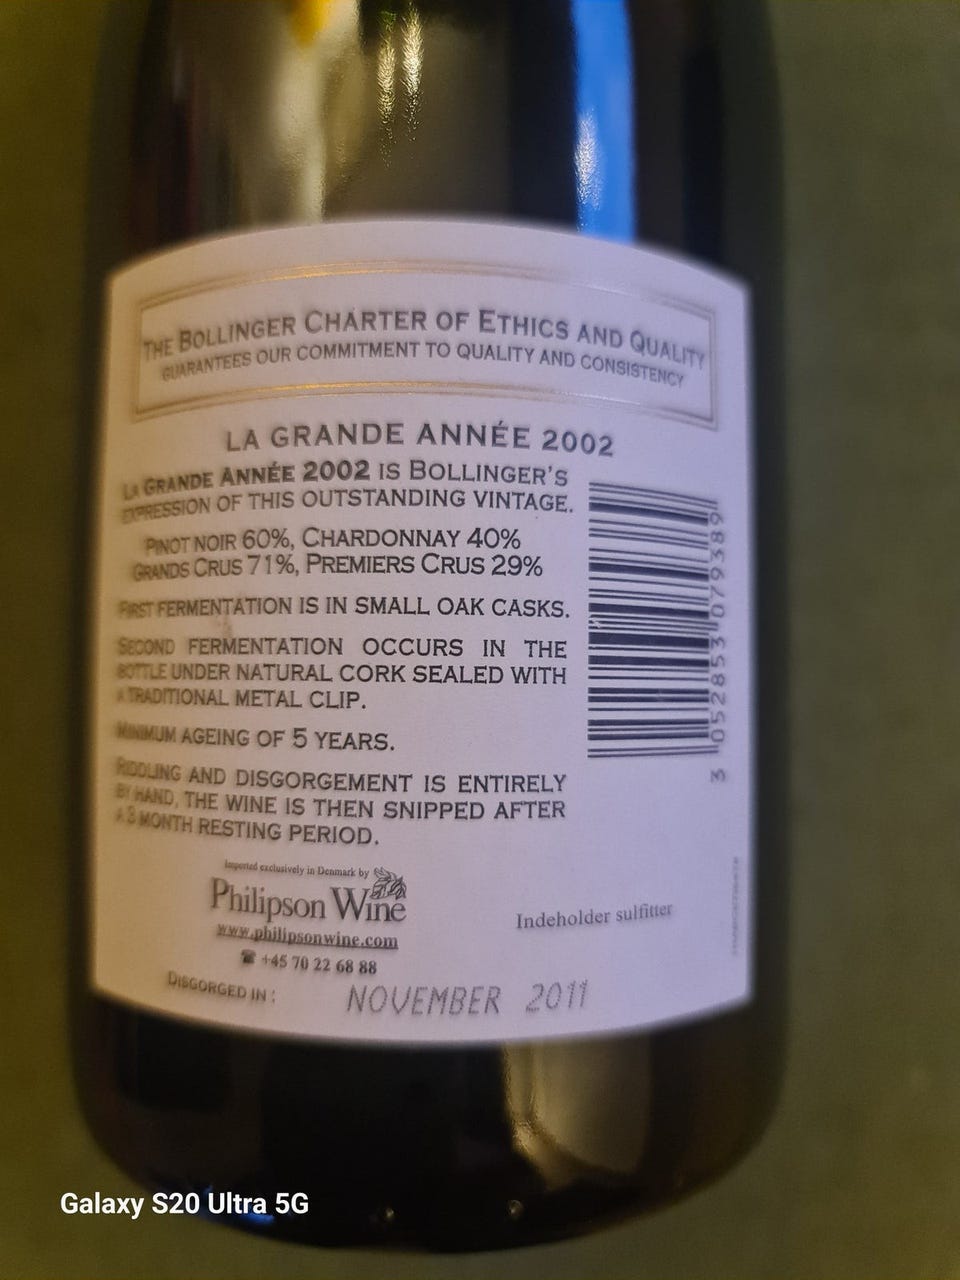 THE BOLLINGER CHARTER OF ETHICS AND QUALITY
GUARANTEES OUR COMMITMENT TO QUALITY AND CONSISTENCY
LA GRANDE ANNÉE 2002
LA GRANDE ANNÉE 2002 IS BOLLINGER'S
EXPRESSION OF THIS OUTSTANDING VINTAGE.
PINOT NOIR 60%, CHARDONNAY 40%
GRANDS CRUS 71%, PREMIERS CRUS 29%
FIRST FERMENTATION IS IN SMALL OAK CASKS.
SECOND FERMENTATION OCCURS IN THE
BOTTLE UNDER NATURAL CORK SEALED WITH
A TRADITIONAL METAL CLIP.
MINIMUM AGEING OF 5 YEARS.
RIDDLING AND DISGORGEMENT IS ENTIRELY
BY HAND, THE WINE IS THEN SNIPPED AFTER
A 3 MONTH RESTING PERIOD.
3 052853 079389
Imported exclusively in Denmark by
Philipson Wine
www.philipsonwine.com
☎ +45 70 22 68 88
Indeholder sulfitter
DISGORGED IN : NOVEMBER 2011
Galaxy S20 Ultra 5G